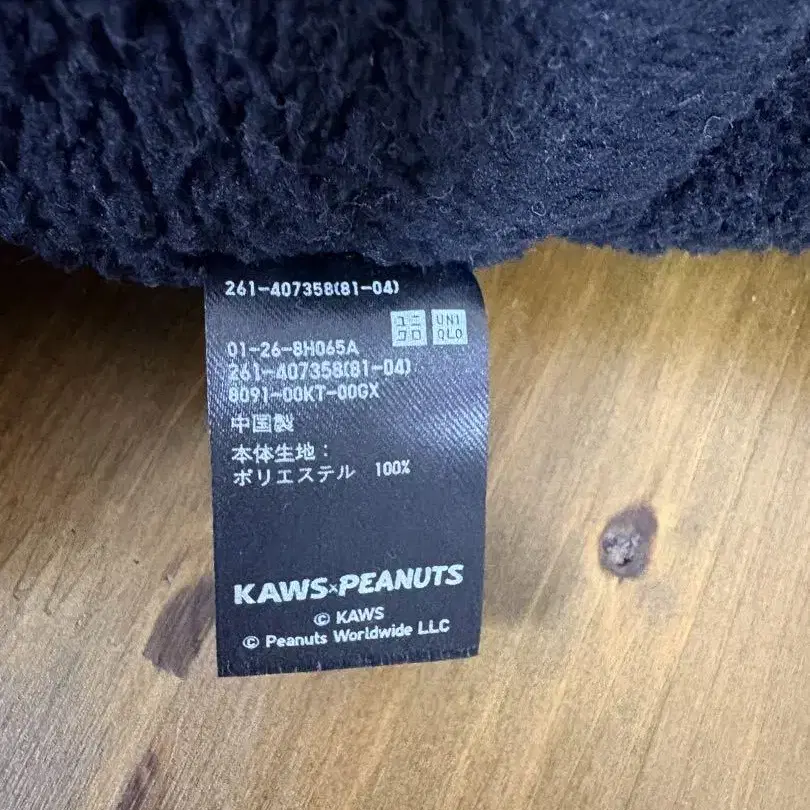 261-407358(81-04)
ユニクロ UNIQLO
01-26-8H065A
261-407358(81-04)
8091-00KT-00GX
中国製
本体生地：
ポリエステル 100%
KAWS×PEANUTS
© KAWS
© Peanuts Worldwide LLC